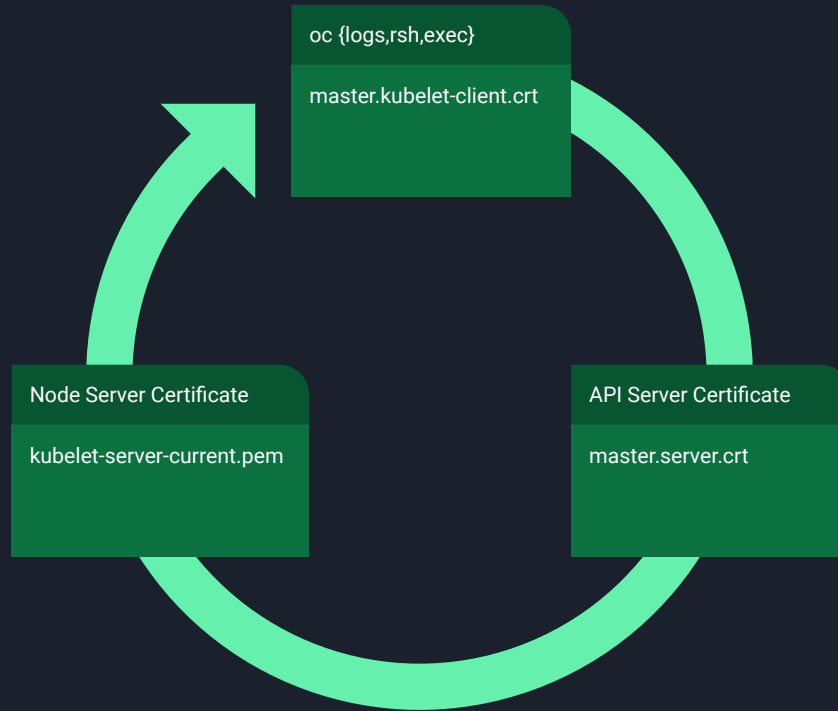 oc {logs,rsh,exec}
master.kubelet-client.crt
Node Server Certificate
kubelet-server-current.pem
API Server Certificate
master.server.crt